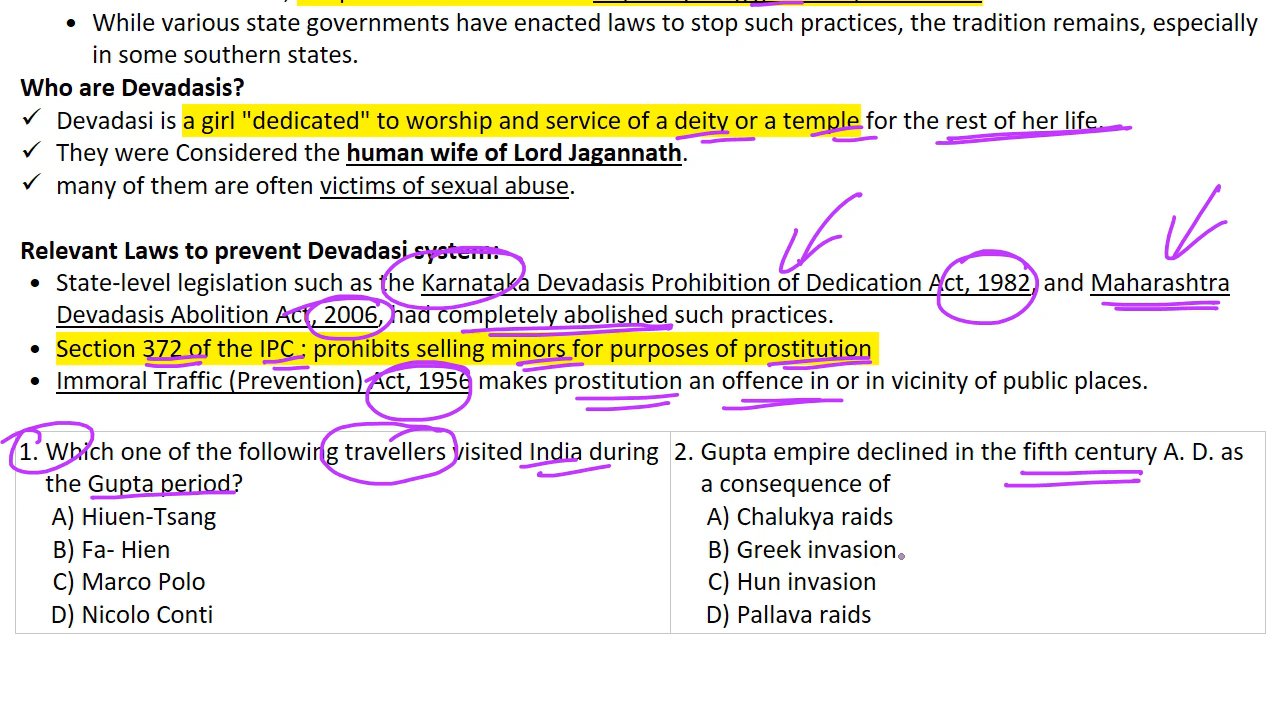 • While various state governments have enacted laws to stop such practices, the tradition remains, especially
in some southern states.
Who are Devadasis?
✓ Devadasi is a girl "dedicated" to worship and service of a deity or a temple for the rest of her life.
✓ They were Considered the human wife of Lord Jagannath.
✓ many of them are often victims of sexual abuse.
Relevant Laws to prevent Devadasi system:
• State-level legislation such as the Karnataka Devadasis Prohibition of Dedication Act, 1982, and Maharashtra
Devadasis Abolition Act, 2006, had completely abolished such practices.
• Section 372 of the IPC : prohibits selling minors for purposes of prostitution
• Immoral Traffic (Prevention) Act, 1956 makes prostitution an offence in or in vicinity of public places.
1. Which one of the following travellers visited India during
the Gupta period?
A) Hiuen-Tsang
B) Fa- Hien
C) Marco Polo
D) Nicolo Conti
2. Gupta empire declined in the fifth century A. D. as
a consequence of
A) Chalukya raids
B) Greek invasion
C) Hun invasion
D) Pallava raids